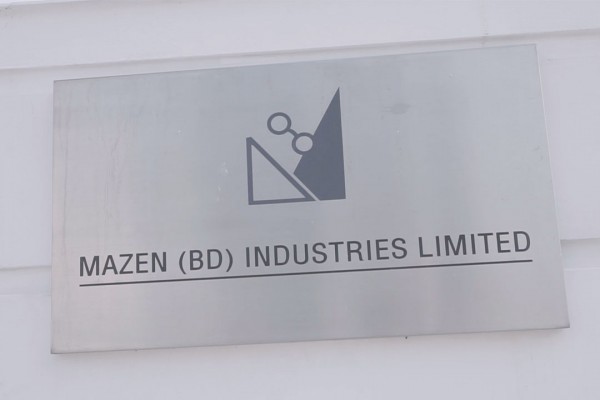 MAZEN (BD) INDUSTRIES LIMITED